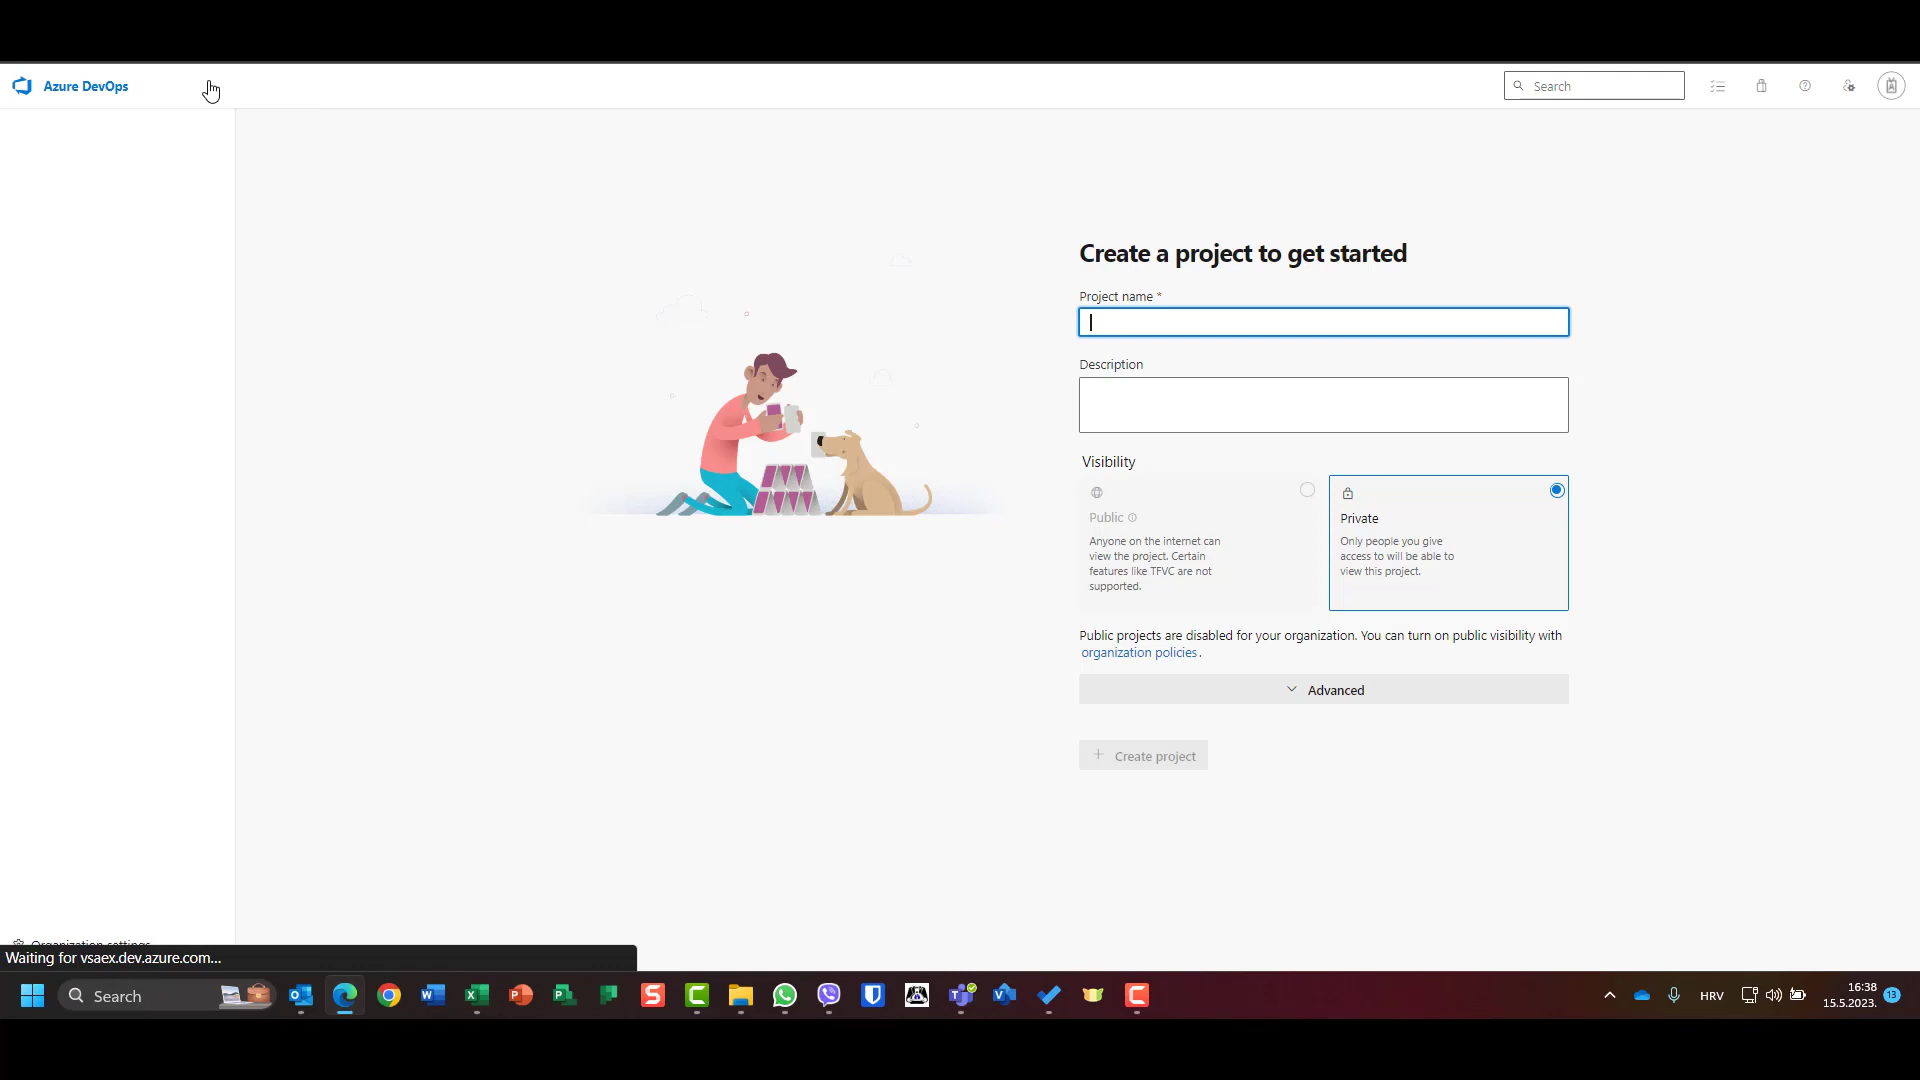 Azure DevOps
Search
Create a project to get started
Project name *
Description
Visibility
Public
Anyone on the internet can
view the project. Certain
features like TFVC are not
supported.
Private
Only people you give
access to will be able to
view this project.
Public projects are disabled for your organization. You can turn on public visibility with
organization policies.
Advanced
Create project
Organization settings
Waiting for vsaex.dev.azure.com...
Search
HRV
16:38
15.5.2023.
13